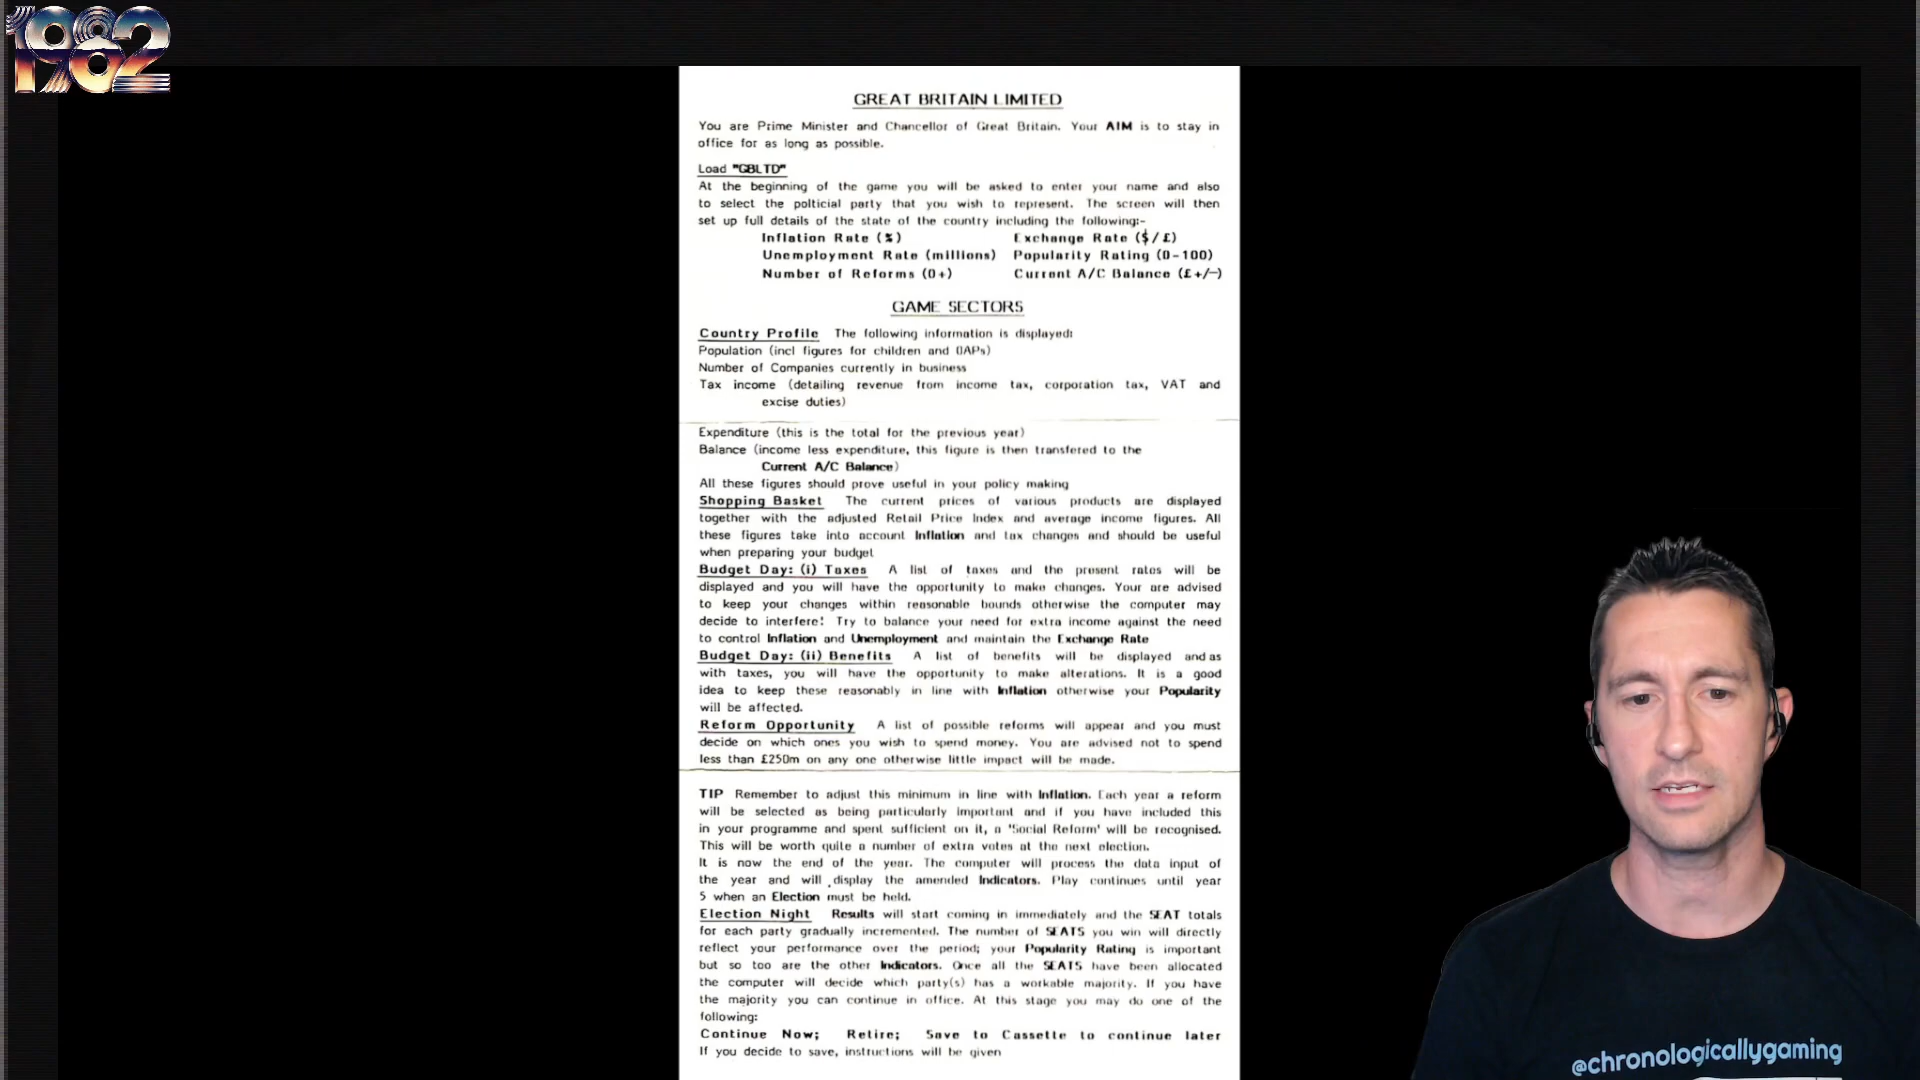 1982
GREAT BRITAIN LIMITED
You are Prime Minister and Chancellor of Great Britain. Your AIM is to stay in
office for as long as possible.
Load "GBLTD"
At the beginning of the game you will be asked to enter your name and also
to select the polticial party that you wish to represent. The screen will then
set up full details of the state of the country including the following:-
Inflation Rate (%) Exchange Rate ($/£)
Unemployment Rate (millions) Popularity Rating (0-100)
Number of Reforms (0+) Current A/C Balance (£+/-)
GAME SECTORS
Country Profile The following information is displayed:
Population (incl figures for children and OAPs)
Number of Companies currently in business
Tax income (detailing revenue from income tax, corporation tax, VAT and
excise duties)
Expenditure (this is the total for the previous year)
Balance (income less expenditure, this figure is then transfered to the
Current A/C Balance)
All these figures should prove useful in your policy making
Shopping Basket The current prices of various products are displayed
together with the adjusted Retail Price Index and average income figures. All
these figures take into account Inflation and tax changes and should be useful
when preparing your budget
Budget Day: (i) Taxes A list of taxes and the present rates will be
displayed and you will have the opportunity to make changes. Your are advised
to keep your changes within reasonable bounds otherwise the computer may
decide to interfere! Try to balance your need for extra income against the need
to control Inflation and Unemployment and maintain the Exchange Rate
Budget Day: (ii) Benefits A list of benefits will be displayed and as
with taxes, you will have the opportunity to make alterations. It is a good
idea to keep these reasonably in line with Inflation otherwise your Popularity
will be affected.
Reform Opportunity A list of possible reforms will appear and you must
decide on which ones you wish to spend money. You are advised not to spend
less than £250m on any one otherwise little impact will be made.
TIP Remember to adjust this minimum in line with Inflation. Each year a reform
will be selected as being particularly important and if you have included this
in your programme and spent sufficient on it, a 'Social Reform' will be recognised.
This will be worth quite a number of extra votes at the next election.
It is now the end of the year. The computer will process the data input of
the year and will display the amended Indicators. Play continues until year
5 when an Election must be held.
Election Night Results will start coming in immediately and the SEAT totals
for each party gradually incremented. The number of SEATS you win will directly
reflect your performance over the period; your Popularity Rating is important
but so too are the other Indicators. Once all the SEATS have been allocated
the computer will decide which party(s) has a workable majority. If you have
the majority you can continue in office. At this stage you may do one of the
following:
Continue Now; Retire; Save to Cassette to continue later
If you decide to save, instructions will be given
@chronologicallygaming